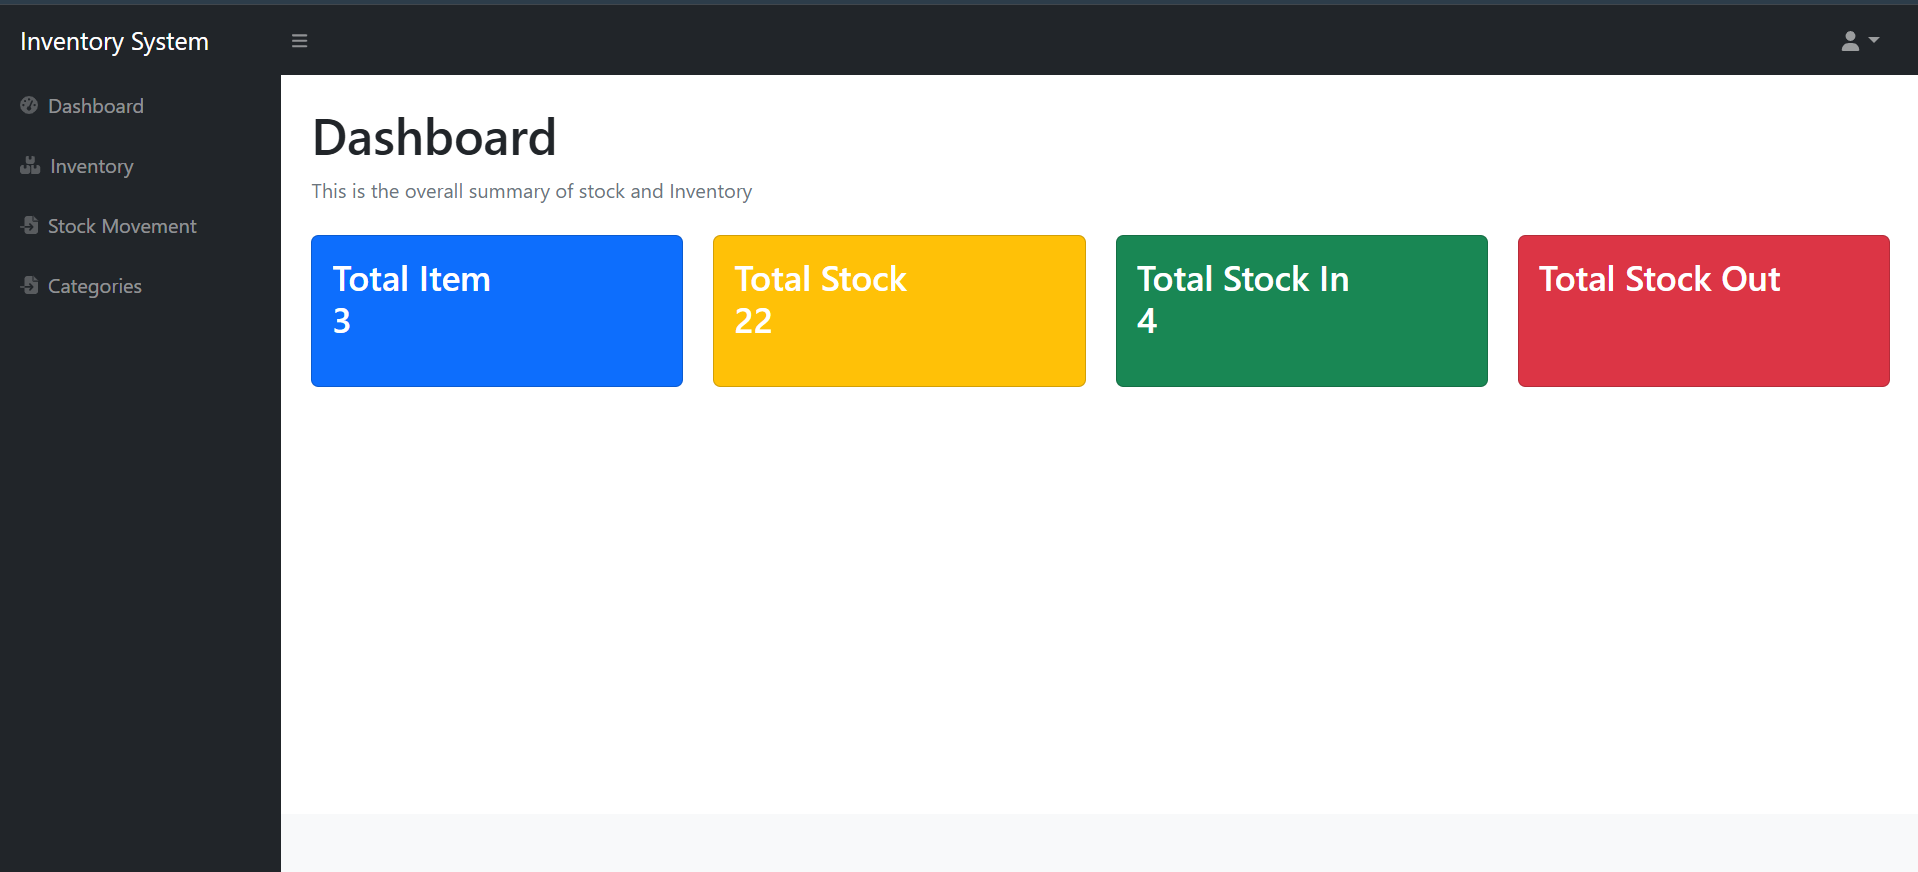 Inventory System
Dashboard
Inventory
Stock Movement
Categories
Dashboard
This is the overall summary of stock and Inventory
Total Item
3
Total Stock
22
Total Stock In
4
Total Stock Out